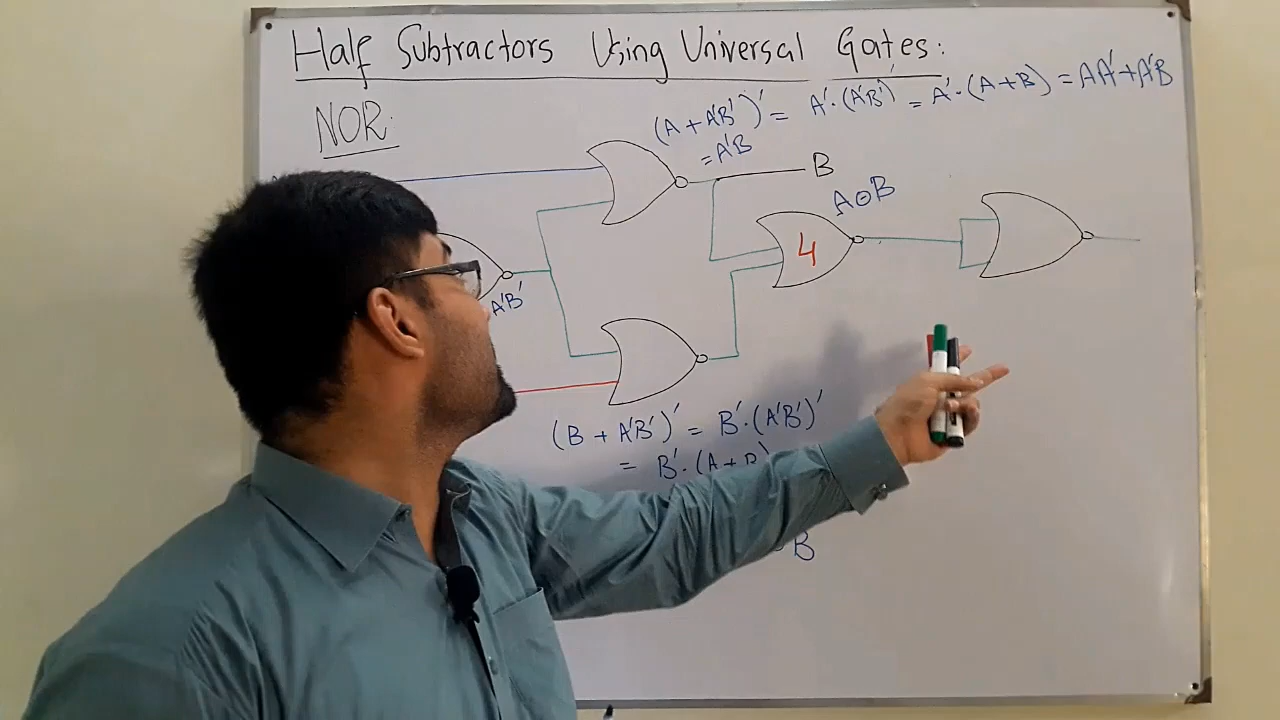 Half Subtractors Using Universal Gates:
NOR:
(A + A'B')' = A'·(A'B')' = A'·(A+B) = AA'+A'B
= A'B
B
A⊙B
4
A'B'
(B + A'B')' = B'·(A'B')'
= B'·(A+B)
B